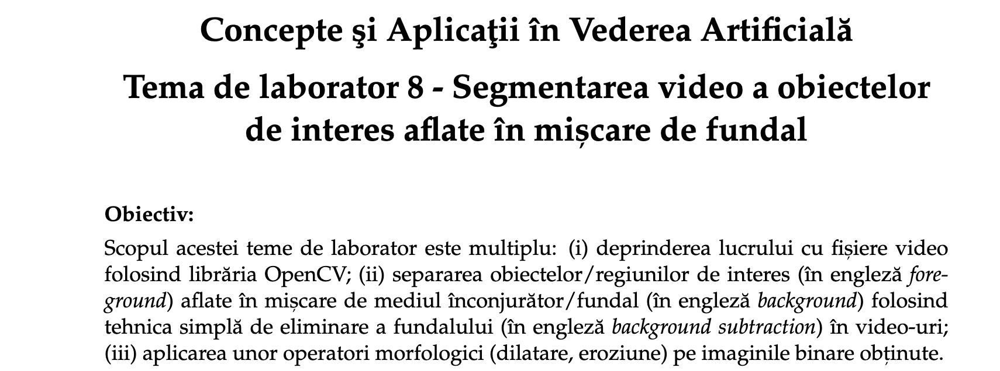 Concepte şi Aplicaţii în Vederea Artificială
Tema de laborator 8 - Segmentarea video a obiectelor
de interes aflate în mișcare de fundal
Obiectiv:
Scopul acestei teme de laborator este multiplu: (i) deprinderea lucrului cu fișiere video
folosind librăria OpenCV; (ii) separarea obiectelor/regiunilor de interes (în engleză fore-
ground) aflate în mișcare de mediul înconjurător/fundal (în engleză background) folosind
tehnica simplă de eliminare a fundalului (în engleză background subtraction) în video-uri;
(iii) aplicarea unor operatori morfologici (dilatare, eroziune) pe imaginile binare obținute.